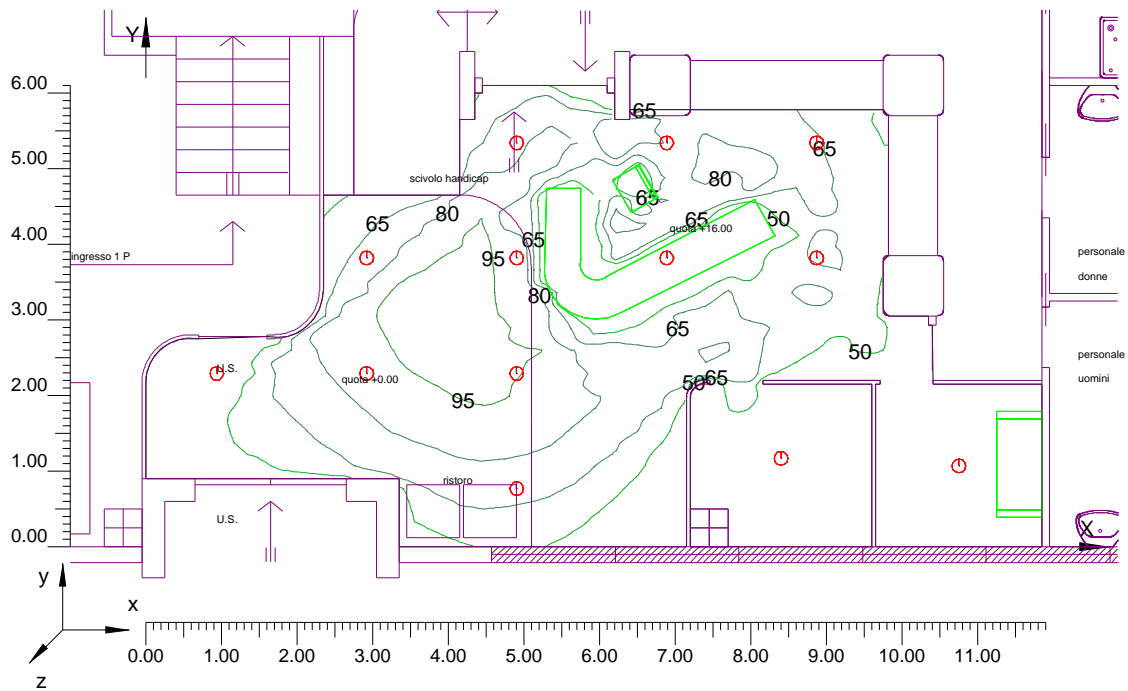 Y
6.00
65
5.00
65
80
scivolo handicap
65
80
65
65
50
4.00
quota +16.00
65
ingresso 1 P
95
personale
donne
80
3.00
65
50
personale
U.S.
quota +0.00
50
65
uomini
2.00
95
1.00
ristoro
U.S.
0.00
X
y
x
z
0.00 1.00 2.00 3.00 4.00 5.00 6.00 7.00 8.00 9.00 10.00 11.00